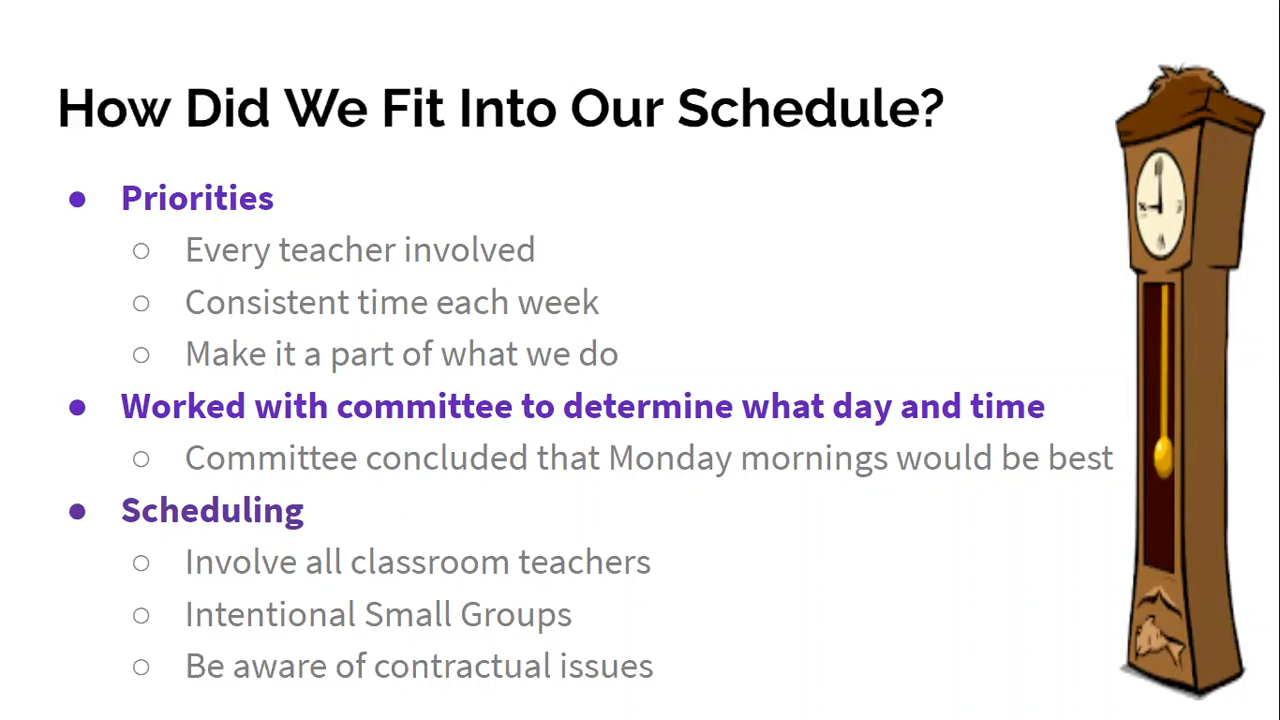 How Did We Fit Into Our Schedule?
● Priorities
○ Every teacher involved
○ Consistent time each week
○ Make it a part of what we do
● Worked with committee to determine what day and time
○ Committee concluded that Monday mornings would be best
● Scheduling
○ Involve all classroom teachers
○ Intentional Small Groups
○ Be aware of contractual issues